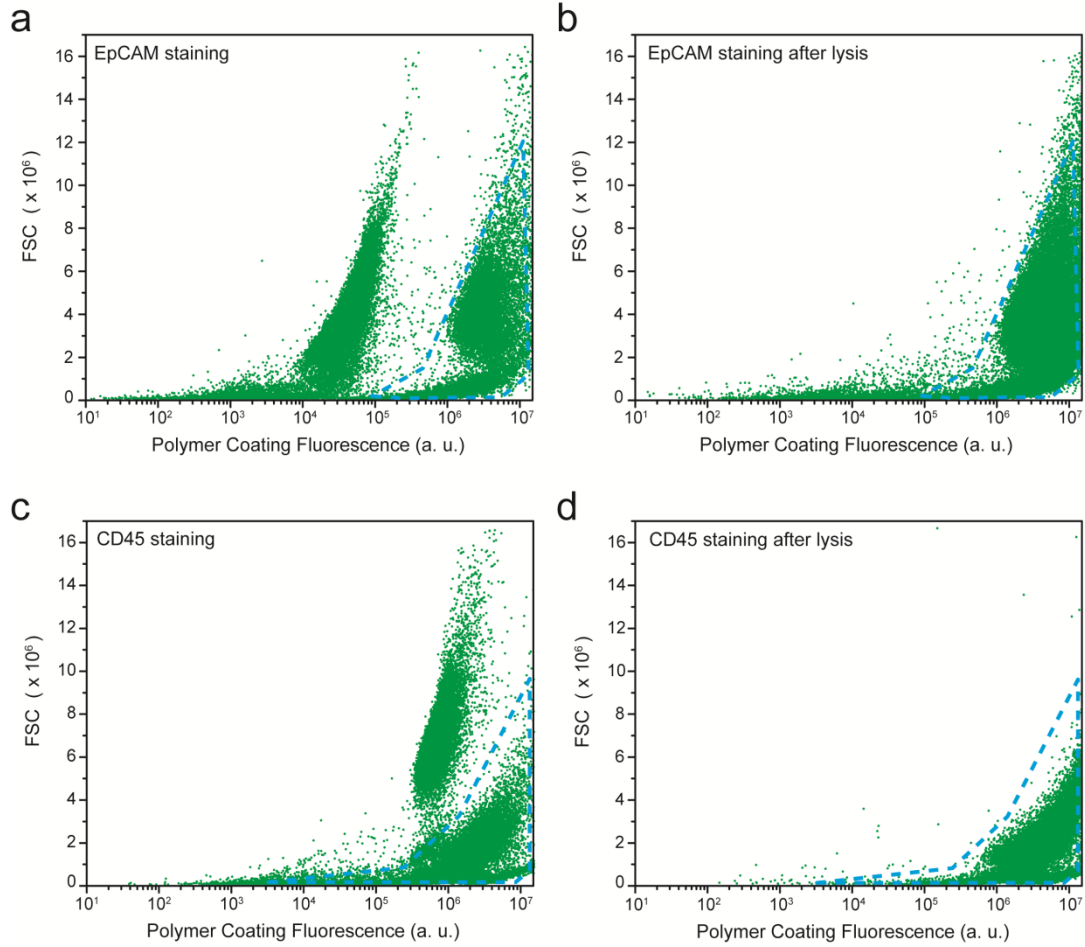 a
EpCAM staining
16
14
12
10
8
6
4
2
0
FSC ( x 10⁶)
10¹ 10² 10³ 10⁴ 10⁵ 10⁶ 10⁷
Polymer Coating Fluorescence (a. u.)
b
EpCAM staining after lysis
16
14
12
10
8
6
4
2
0
FSC ( x 10⁶)
10¹ 10² 10³ 10⁴ 10⁵ 10⁶ 10⁷
Polymer Coating Fluorescence (a. u.)
c
CD45 staining
16
14
12
10
8
6
4
2
0
FSC ( x 10⁶)
10¹ 10² 10³ 10⁴ 10⁵ 10⁶ 10⁷
Polymer Coating Fluorescence (a. u.)
d
CD45 staining after lysis
16
14
12
10
8
6
4
2
0
FSC ( x 10⁶)
10¹ 10² 10³ 10⁴ 10⁵ 10⁶ 10⁷
Polymer Coating Fluorescence (a. u.)